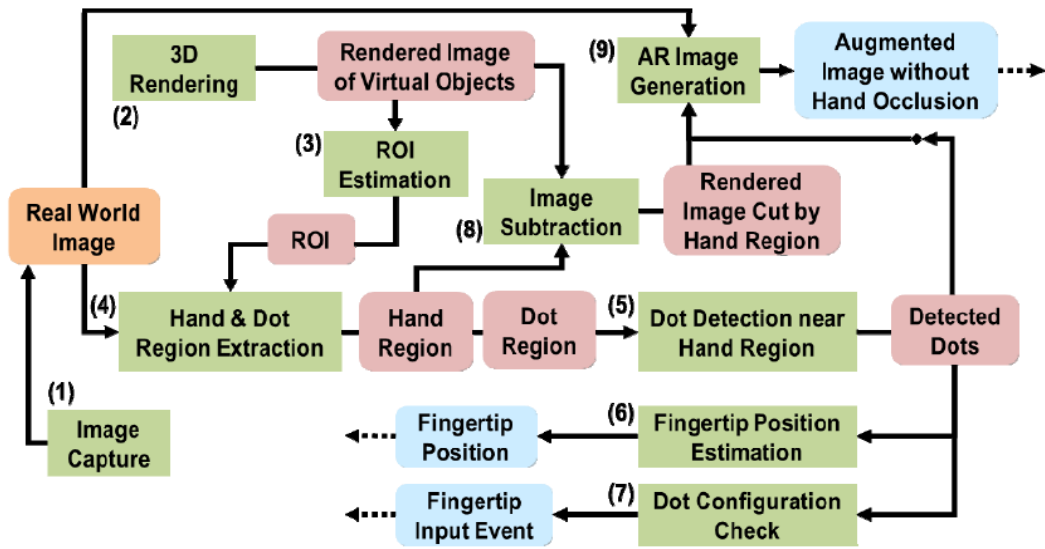 3D
Rendering
(2)
Rendered Image
of Virtual Objects
(9)
AR Image
Generation
Augmented
Image without
Hand Occlusion
(3)
ROI
Estimation
Real World
Image
ROI
(8)
Image
Subtraction
Rendered
Image Cut by
Hand Region
(4)
Hand & Dot
Region Extraction
Hand
Region
Dot
Region
(5)
Dot Detection near
Hand Region
Detected
Dots
(1)
Image
Capture
Fingertip
Position
(6)
Fingertip Position
Estimation
Fingertip
Input Event
(7)
Dot Configuration
Check